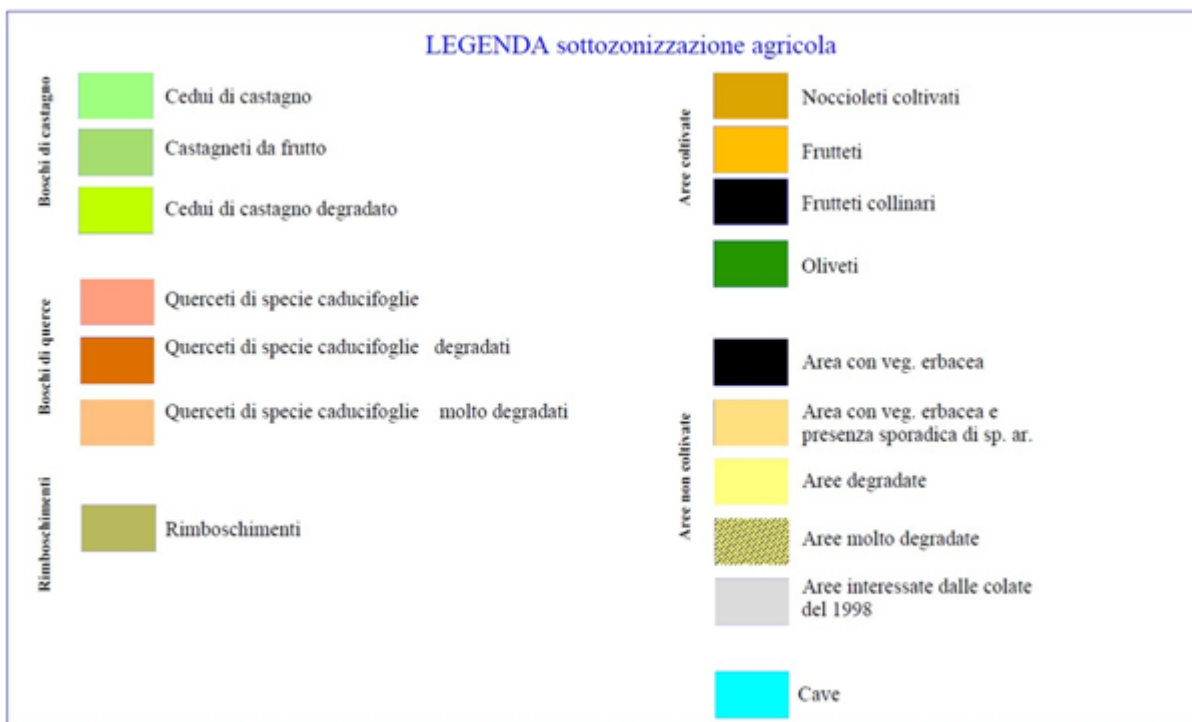 LEGENDA sottozonizzazione agricola
Boschi di castagno
Cedui di castagno
Castagneti da frutto
Cedui di castagno degradato
Boschi di querce
Querceti di specie caducifoglie
Querceti di specie caducifoglie degradati
Querceti di specie caducifoglie molto degradati
Rimboschimenti
Rimboschimenti
Aree coltivate
Noccioleti coltivati
Frutteti
Frutteti collinari
Oliveti
Aree non coltivate
Area con veg. erbacea
Area con veg. erbacea e
presenza sporadica di sp. ar.
Aree degradate
Aree molto degradate
Aree interessate dalle colate
del 1998
Cave